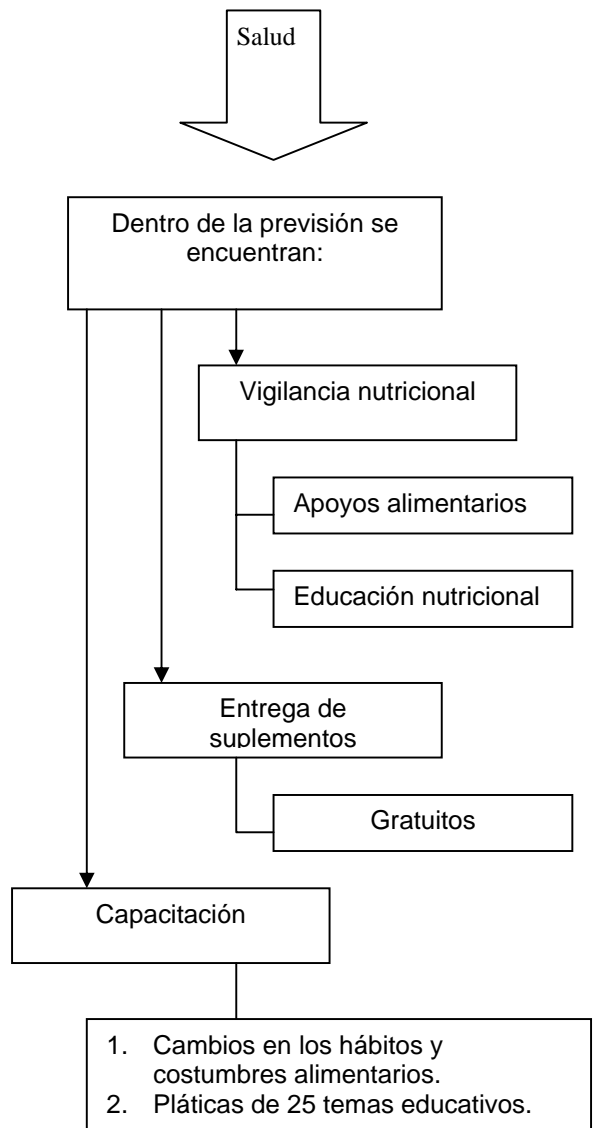 Salud
Dentro de la previsión se
encuentran:
Vigilancia nutricional
Apoyos alimentarios
Educación nutricional
Entrega de
suplementos
Gratuitos
Capacitación
1. Cambios en los hábitos y
costumbres alimentarios.
2. Pláticas de 25 temas educativos.